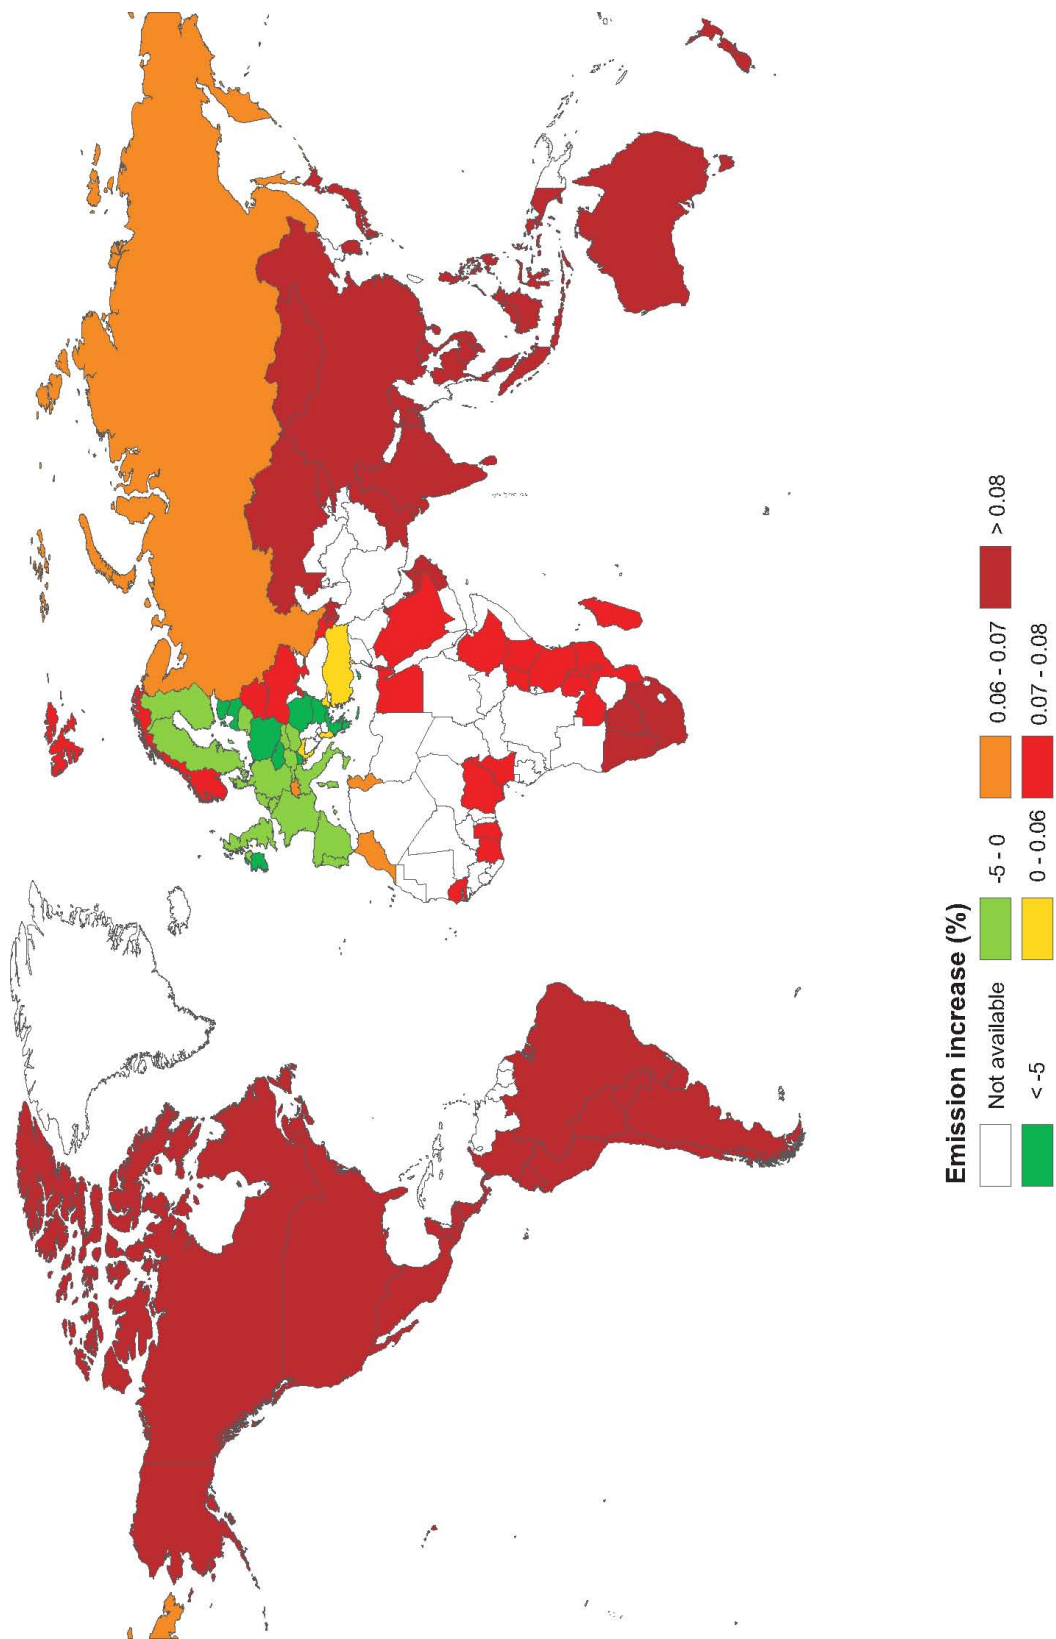 Emission increase (%)
Not available
-5 - 0
0.06 - 0.07
> 0.08
< -5
0 - 0.06
0.07 - 0.08